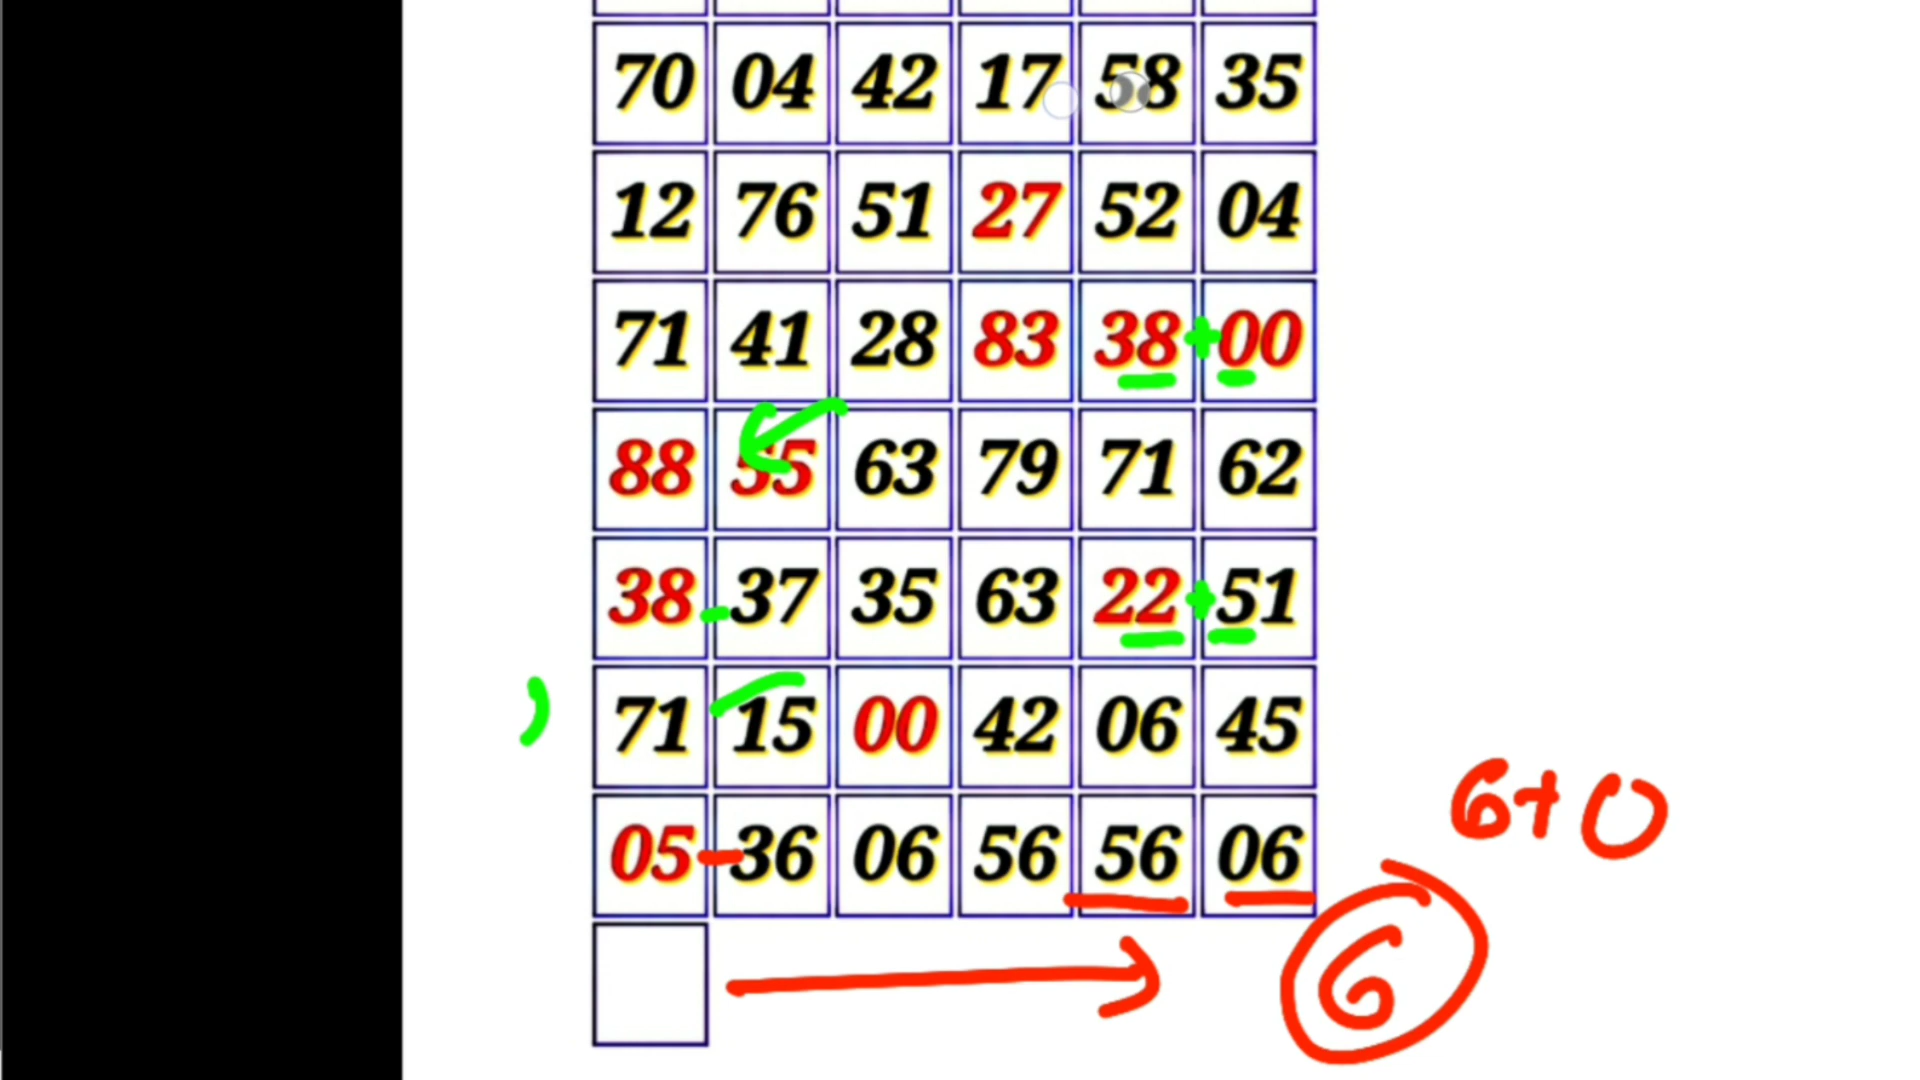 70 04 42 17 58 35
12 76 51 27 52 04
71 41 28 83 38 + 00
88 55 63 79 71 62
38 - 37 35 63 22 + 51
71 15 00 42 06 45
6+0
05 - 36 06 56 56 06
6